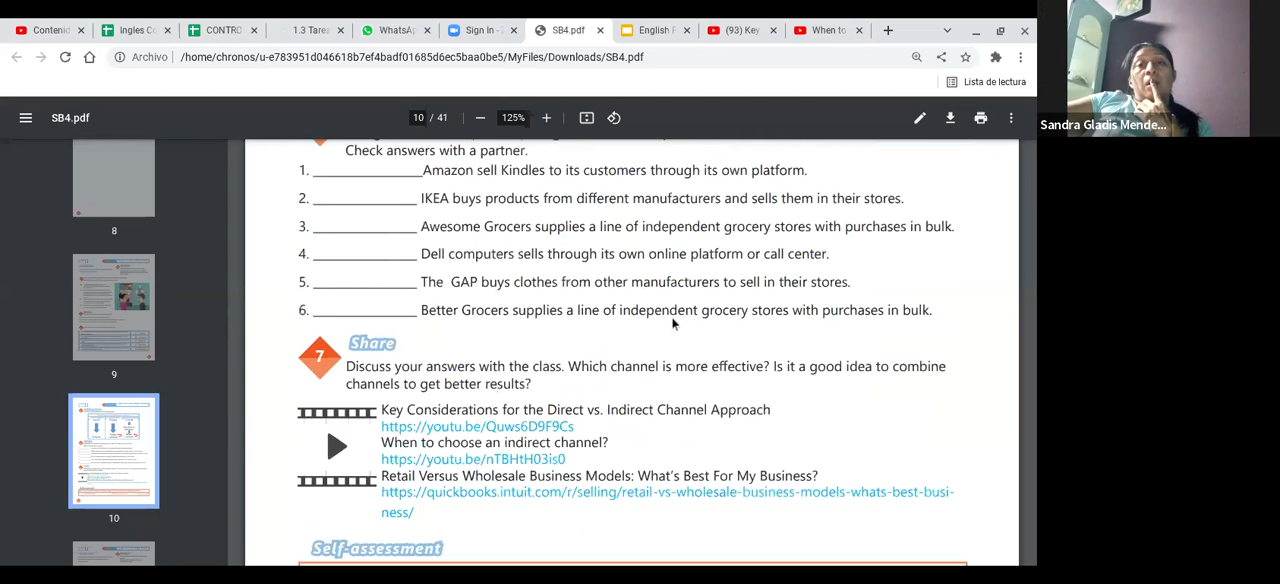 Contenid
Ingles Co
CONTRO
1.3 Tarea
WhatsAp
Sign In - Z
SB4.pdf
English F
(93) Key
When to
Archivo
/home/chronos/u-e783951d046618b7ef4badf01685d6ec5baa0be5/MyFiles/Downloads/SB4.pdf
Lista de lectura
SB4.pdf
10 / 41
125%
Sandra Gladis Mende...
8
9
10
Check answers with a partner.
1. ____________Amazon sell Kindles to its customers through its own platform.
2. ____________ IKEA buys products from different manufacturers and sells them in their stores.
3. ____________ Awesome Grocers supplies a line of independent grocery stores with purchases in bulk.
4. ____________ Dell computers sells through its own online platform or call center.
5. ____________ The GAP buys clothes from other manufacturers to sell in their stores.
6. ____________ Better Grocers supplies a line of independent grocery stores with purchases in bulk.
7
Share
Discuss your answers with the class. Which channel is more effective? Is it a good idea to combine
channels to get better results?
Key Considerations for the Direct vs. Indirect Channel Approach
https://youtu.be/Quws6D9F9Cs
When to choose an indirect channel?
https://youtu.be/nTBHtH03is0
Retail Versus Wholesale Business Models: What's Best For My Business?
https://quickbooks.intuit.com/r/selling/retail-vs-wholesale-business-models-whats-best-busi-
ness/
Self-assessment